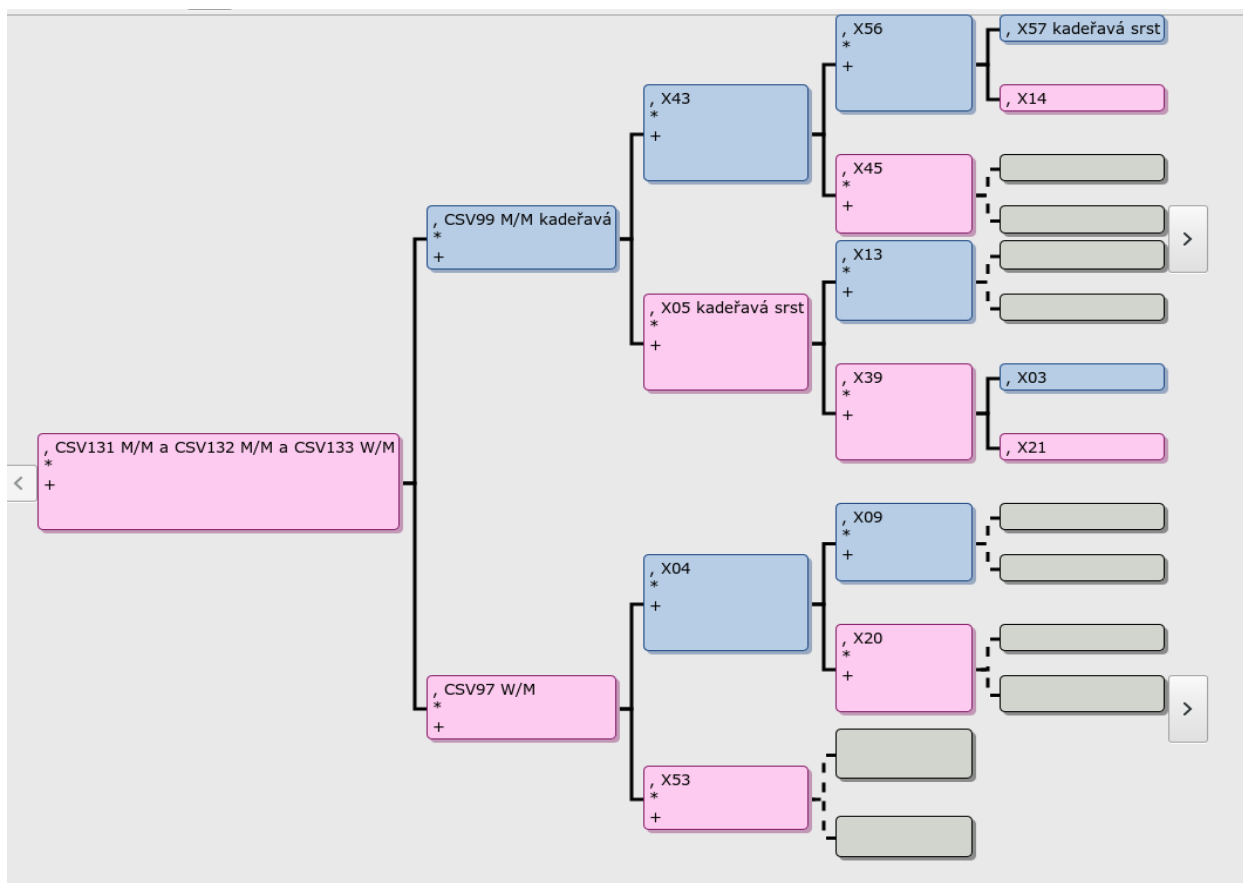 , X56
*
+
, X57 kadeřavá srst
, X14
, X43
*
+
, X45
*
+
, CSV99 M/M kadeřavá
*
+
, X13
*
+
, X05 kadeřavá srst
*
+
, X39
*
+
, X03
, X21
, CSV131 M/M a CSV132 M/M a CSV133 W/M
*
+
, X09
*
+
, X04
*
+
, X20
*
+
, CSV97 W/M
*
+
, X53
*
+